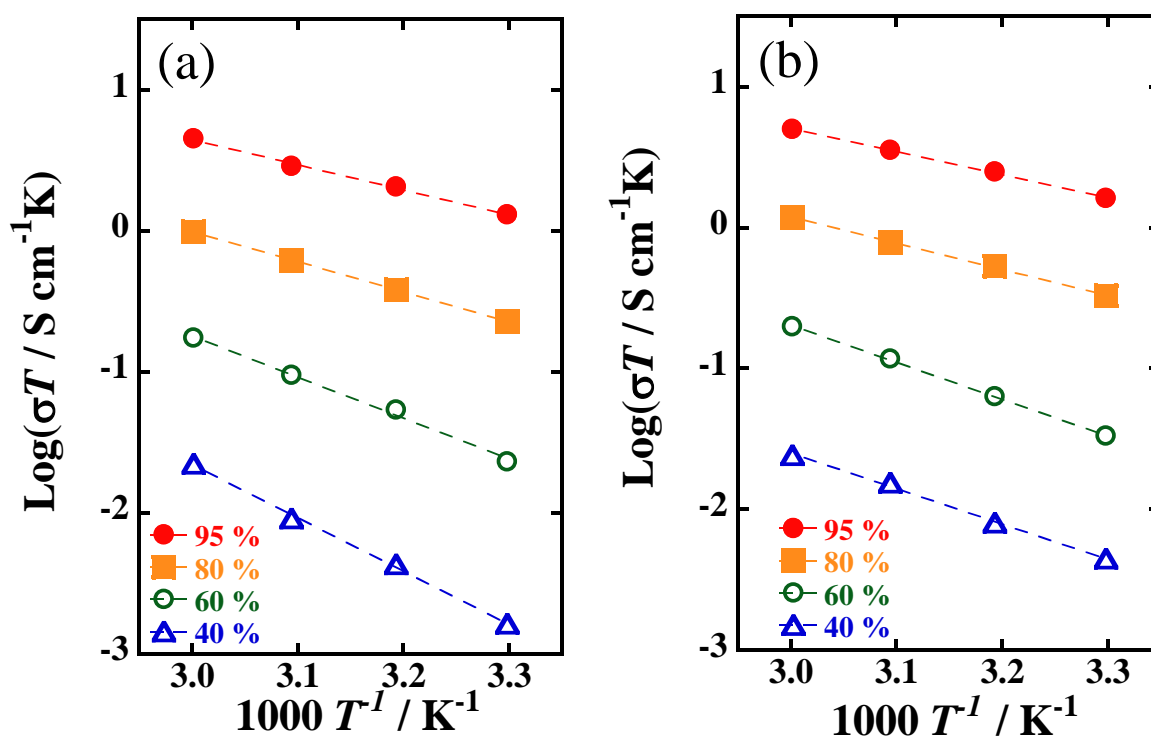 (a)
Log(σT / S cm⁻¹K)
1
0
-1
-2
-3
95 %
80 %
60 %
40 %
3.0 3.1 3.2 3.3
1000 T⁻¹ / K⁻¹
(b)
Log(σT / S cm⁻¹K)
1
0
-1
-2
-3
95 %
80 %
60 %
40 %
3.0 3.1 3.2 3.3
1000 T⁻¹ / K⁻¹